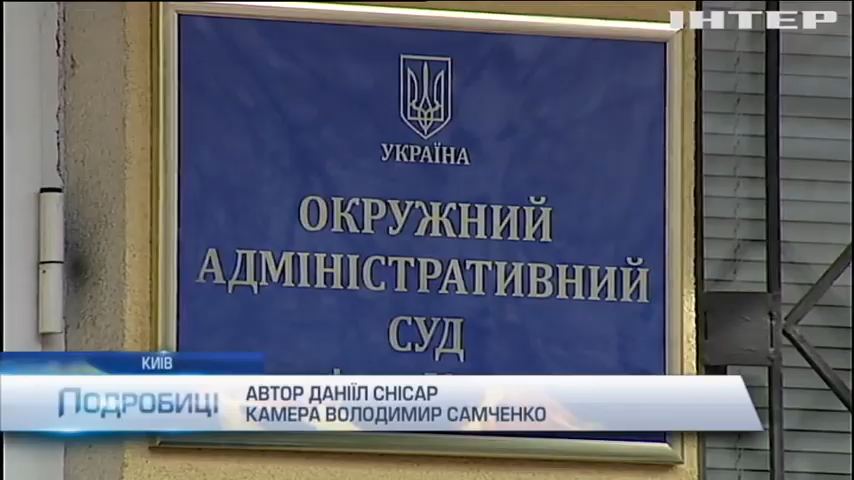 ІНТЕР
УКРАЇНА
ОКРУЖНИЙ
АДМІНІСТРАТИВНИЙ
СУД
КИЇВ
ПОДРОБИЦІ
АВТОР ДАНІЇЛ СНІСАР
КАМЕРА ВОЛОДИМИР САМЧЕНКО